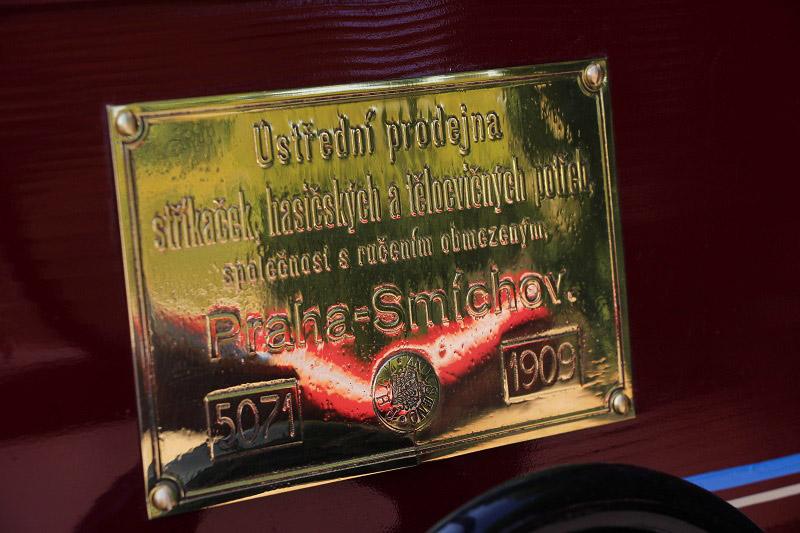 Ústřední prodejna
stříkaček, hasičských a tělocvičných potřeb,
společnost s ručením obmezeným,
Praha-Smíchov.
5071
1909